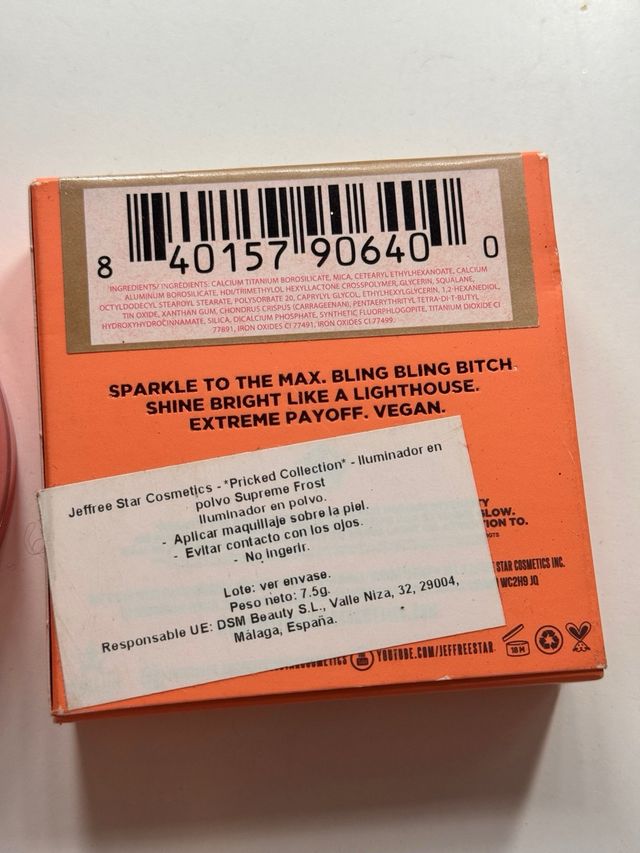 8 40157 90640 0
INGREDIENTS/ INGREDIENTS: CALCIUM TITANIUM BOROSILICATE, MICA, CETEARYL ETHYLHEXANOATE, CALCIUM
ALUMINUM BOROSILICATE, HDI/TRIMETHYLOL HEXYLLACTONE CROSSPOLYMER, GLYCERIN, SQUALANE,
OCTYLDODECYL STEAROYL STEARATE, POLYSORBATE 20, CAPRYLYL GLYCOL, ETHYLHEXYLGLYCERIN, 1,2-HEXANEDIOL,
TIN OXIDE, XANTHAN GUM, CHONDRUS CRISPUS (CARRAGEENAN), PENTAERYTHRITYL TETRA-DI-T-BUTYL
HYDROXYHYDROCINNAMATE, SILICA, DICALCIUM PHOSPHATE, SYNTHETIC FLUORPHLOGOPITE, TITANIUM DIOXIDE CI
77891, IRON OXIDES CI 77491, IRON OXIDES CI 77499.
SPARKLE TO THE MAX. BLING BLING BITCH.
SHINE BRIGHT LIKE A LIGHTHOUSE.
EXTREME PAYOFF. VEGAN.
Jeffree Star Cosmetics - *Pricked Collection* - Iluminador en
polvo Supreme Frost
Iluminador en polvo.
- Aplicar maquillaje sobre la piel.
- Evitar contacto con los ojos.
- No ingerir.
Lote: ver envase.
Peso neto: 7.5g.
Responsable UE: DSM Beauty S.L., Valle Niza, 32, 29004,
Málaga, España.
GLOW.
TO.
STAR COSMETICS INC.
WC2H9 JQ
YOUTUBE.COM/JEFFREESTAR
18 M